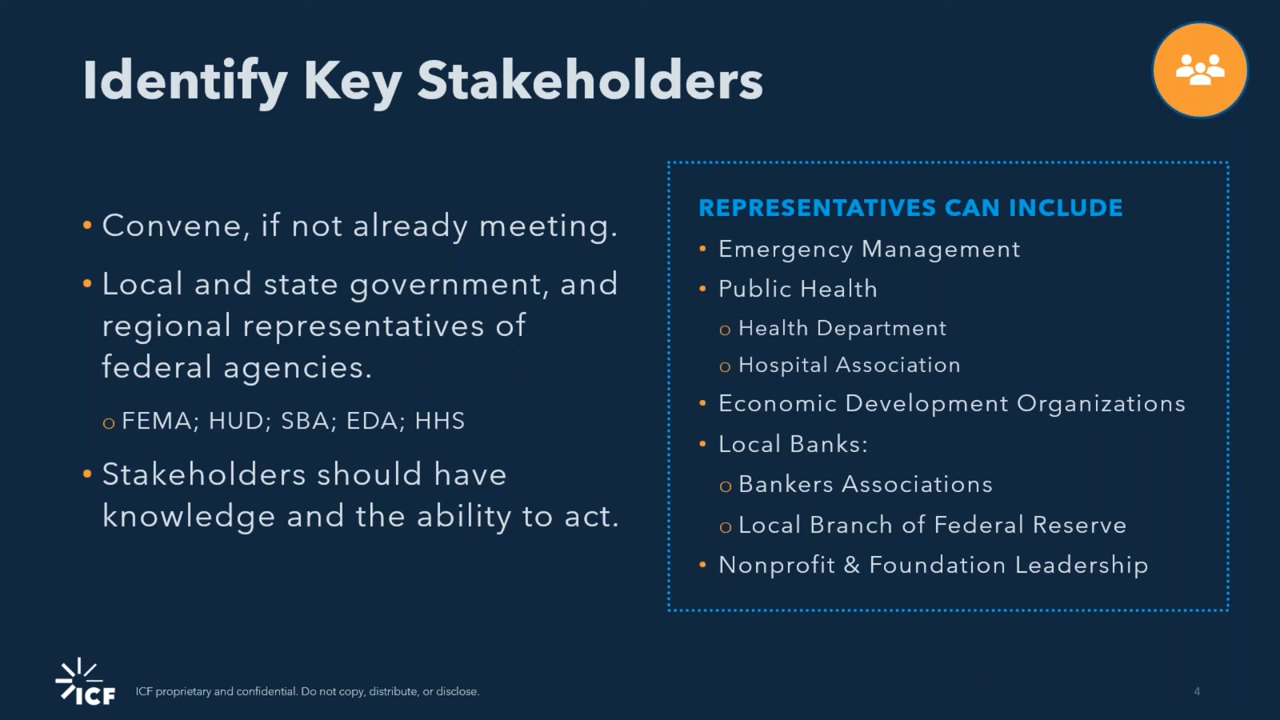 Identify Key Stakeholders
• Convene, if not already meeting.
• Local and state government, and
regional representatives of
federal agencies.
o FEMA; HUD; SBA; EDA; HHS
• Stakeholders should have
knowledge and the ability to act.
REPRESENTATIVES CAN INCLUDE
• Emergency Management
• Public Health
o Health Department
o Hospital Association
• Economic Development Organizations
• Local Banks:
o Bankers Associations
o Local Branch of Federal Reserve
• Nonprofit & Foundation Leadership
ICF
ICF proprietary and confidential. Do not copy, distribute, or disclose.
4